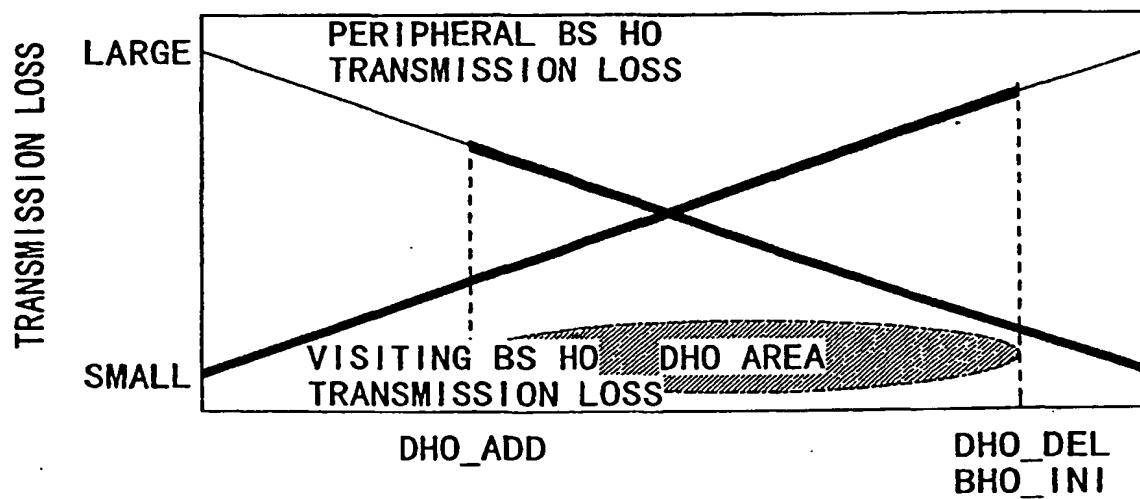 PERIPHERAL BS HO
TRANSMISSION LOSS
LARGE
TRANSMISSION LOSS
SMALL
VISITING BS HO
TRANSMISSION LOSS
DHO AREA
DHO_ADD
DHO_DEL
BHO_INI